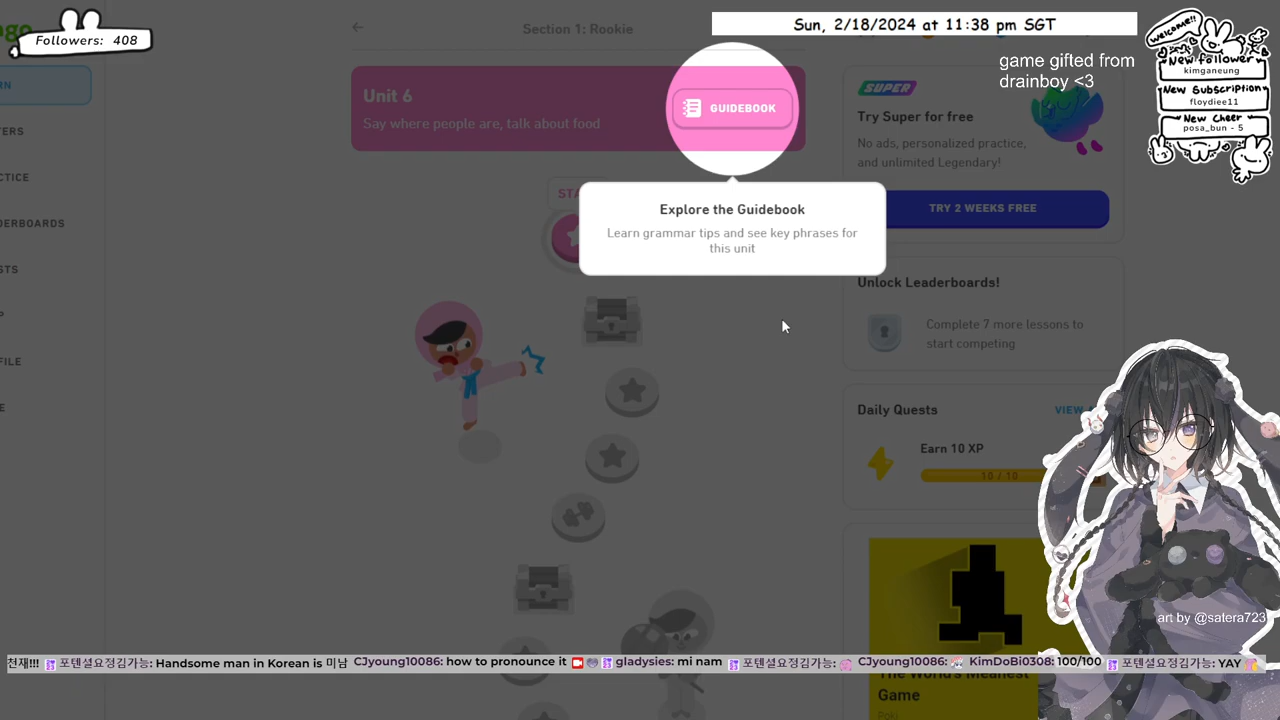 ngo
Followers: 408
Section 1: Rookie
Sun, 2/18/2024 at 11:38 pm SGT
game gifted from
drainboy <3
Welcome!!
New follower
kimganeung
New Subscription
floydiee11
New Cheer
posa_bun - 5
RN
TERS
CTICE
DERBOARDS
STS
P
FILE
E
Unit 6
Say where people are, talk about food
GUIDEBOOK
STA
Explore the Guidebook
Learn grammar tips and see key phrases for
this unit
SUPER
Try Super for free
No ads, personalized practice,
and unlimited Legendary!
TRY 2 WEEKS FREE
Unlock Leaderboards!
Complete 7 more lessons to
start competing
Daily Quests
VIEW
Earn 10 XP
10 / 10
The World's Meanest
Game
Poki
art by @satera723
천재!!! 포텐셜요정김가능: Handsome man in Korean is 미남 CJyoung10086: how to pronounce it gladysies: mi nam 포텐셜요정김가능: CJyoung10086: KimDoBi0308: 100/100 포텐셜요정김가능: YAY